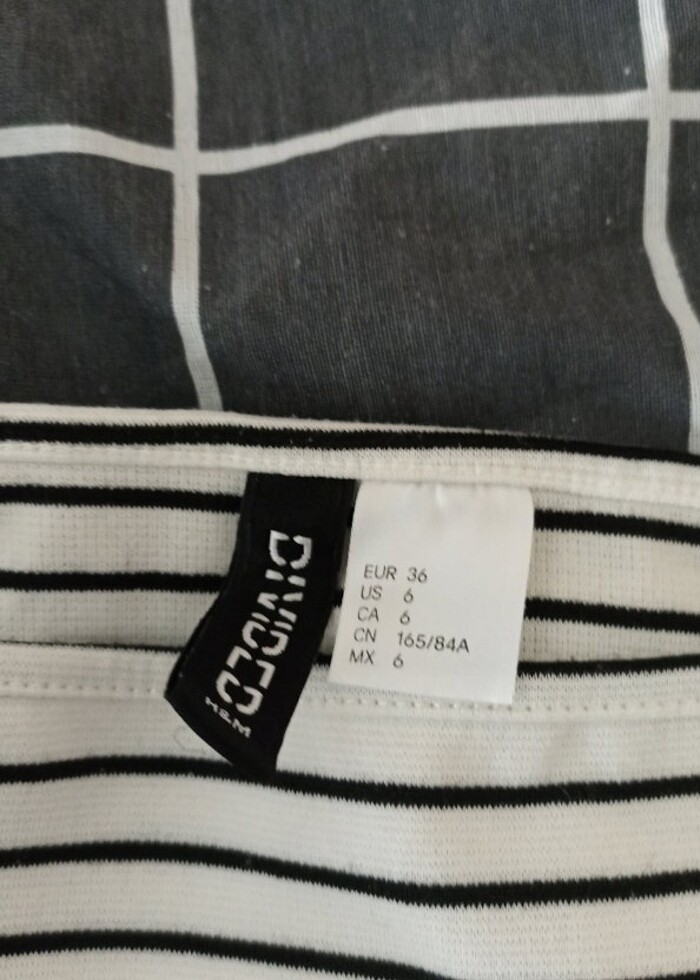 DIVIDED
H&M
EUR 36
US 6
CA 6
CN 165/84A
MX 6